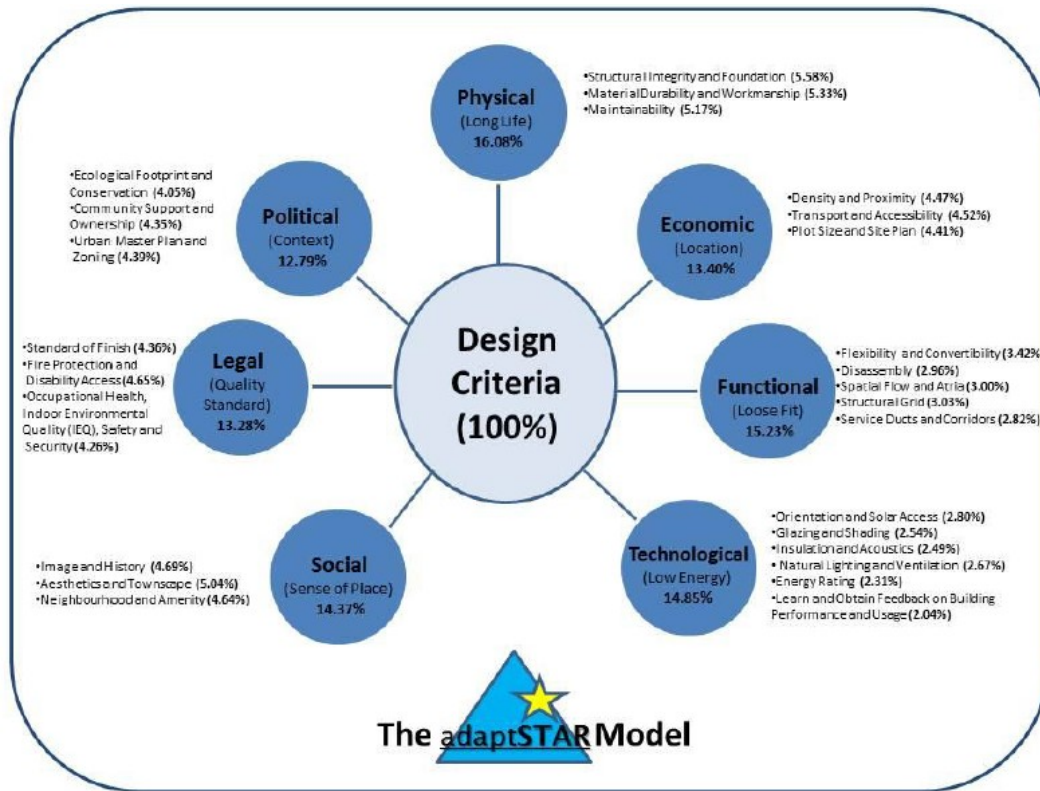 Physical
(Long Life)
16.08%
•Structural Integrity and Foundation (5.58%)
•Material Durability and Workmanship (5.33%)
•Maintainability (5.17%)
Economic
(Location)
13.40%
•Density and Proximity (4.47%)
•Transport and Accessibility (4.52%)
•Plot Size and Site Plan (4.41%)
Functional
(Loose Fit)
15.23%
•Flexibility and Convertibility (3.42%
•Disassembly (2.96%)
•Spatial Flow and Atria (3.00%)
•Structural Grid (3.03%)
•Service Ducts and Corridors (2.82%)
Technological
(Low Energy)
14.85%
•Orientation and Solar Access (2.80%)
•Glazing and Shading (2.54%)
•Insulation and Acoustics (2.49%)
• Natural Lighting and Ventilation (2.67%)
•Energy Rating (2.31%)
•Learn and Obtain Feedback on Building
Performance and Usage (2.04%)
Social
(Sense of Place)
14.37%
•Image and History (4.69%)
•Aesthetics and Townscape (5.04%)
•Neighbourhood and Amenity (4.64%)
Legal
(Quality
Standard)
13.28%
•Standard of Finish (4.36%)
•Fire Protection and
Disability Access (4.65%)
•Occupational Health,
Indoor Environmental
Quality (IEQ), Safety and
Security (4.26%)
Political
(Context)
12.79%
•Ecological Footprint and
Conservation (4.05%)
•Community Support and
Ownership (4.35%)
•Urban Master Plan and
Zoning (4.39%)
Design
Criteria
(100%)
The adaptSTAR Model